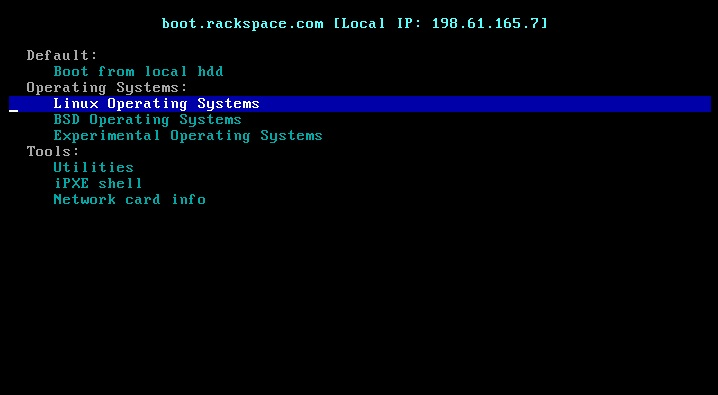 boot.rackspace.com [Local IP: 198.61.165.7]
Default:
Boot from local hdd
Operating Systems:
Linux Operating Systems
BSD Operating Systems
Experimental Operating Systems
Tools:
Utilities
iPXE shell
Network card info